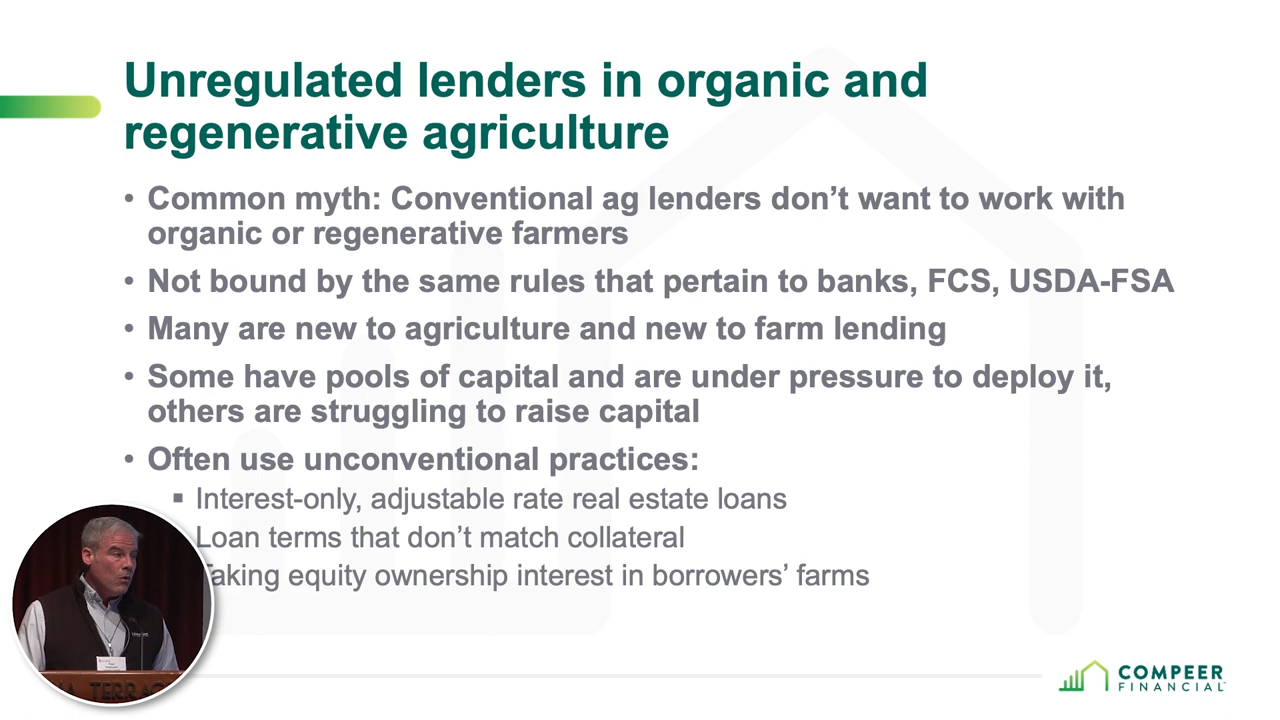 Unregulated lenders in organic and
regenerative agriculture
• Common myth: Conventional ag lenders don’t want to work with
organic or regenerative farmers
• Not bound by the same rules that pertain to banks, FCS, USDA-FSA
• Many are new to agriculture and new to farm lending
• Some have pools of capital and are under pressure to deploy it,
others are struggling to raise capital
• Often use unconventional practices:
▪ Interest-only, adjustable rate real estate loans
Loan terms that don’t match collateral
Taking equity ownership interest in borrowers’ farms
TERRAC
COMPEER
FINANCIAL